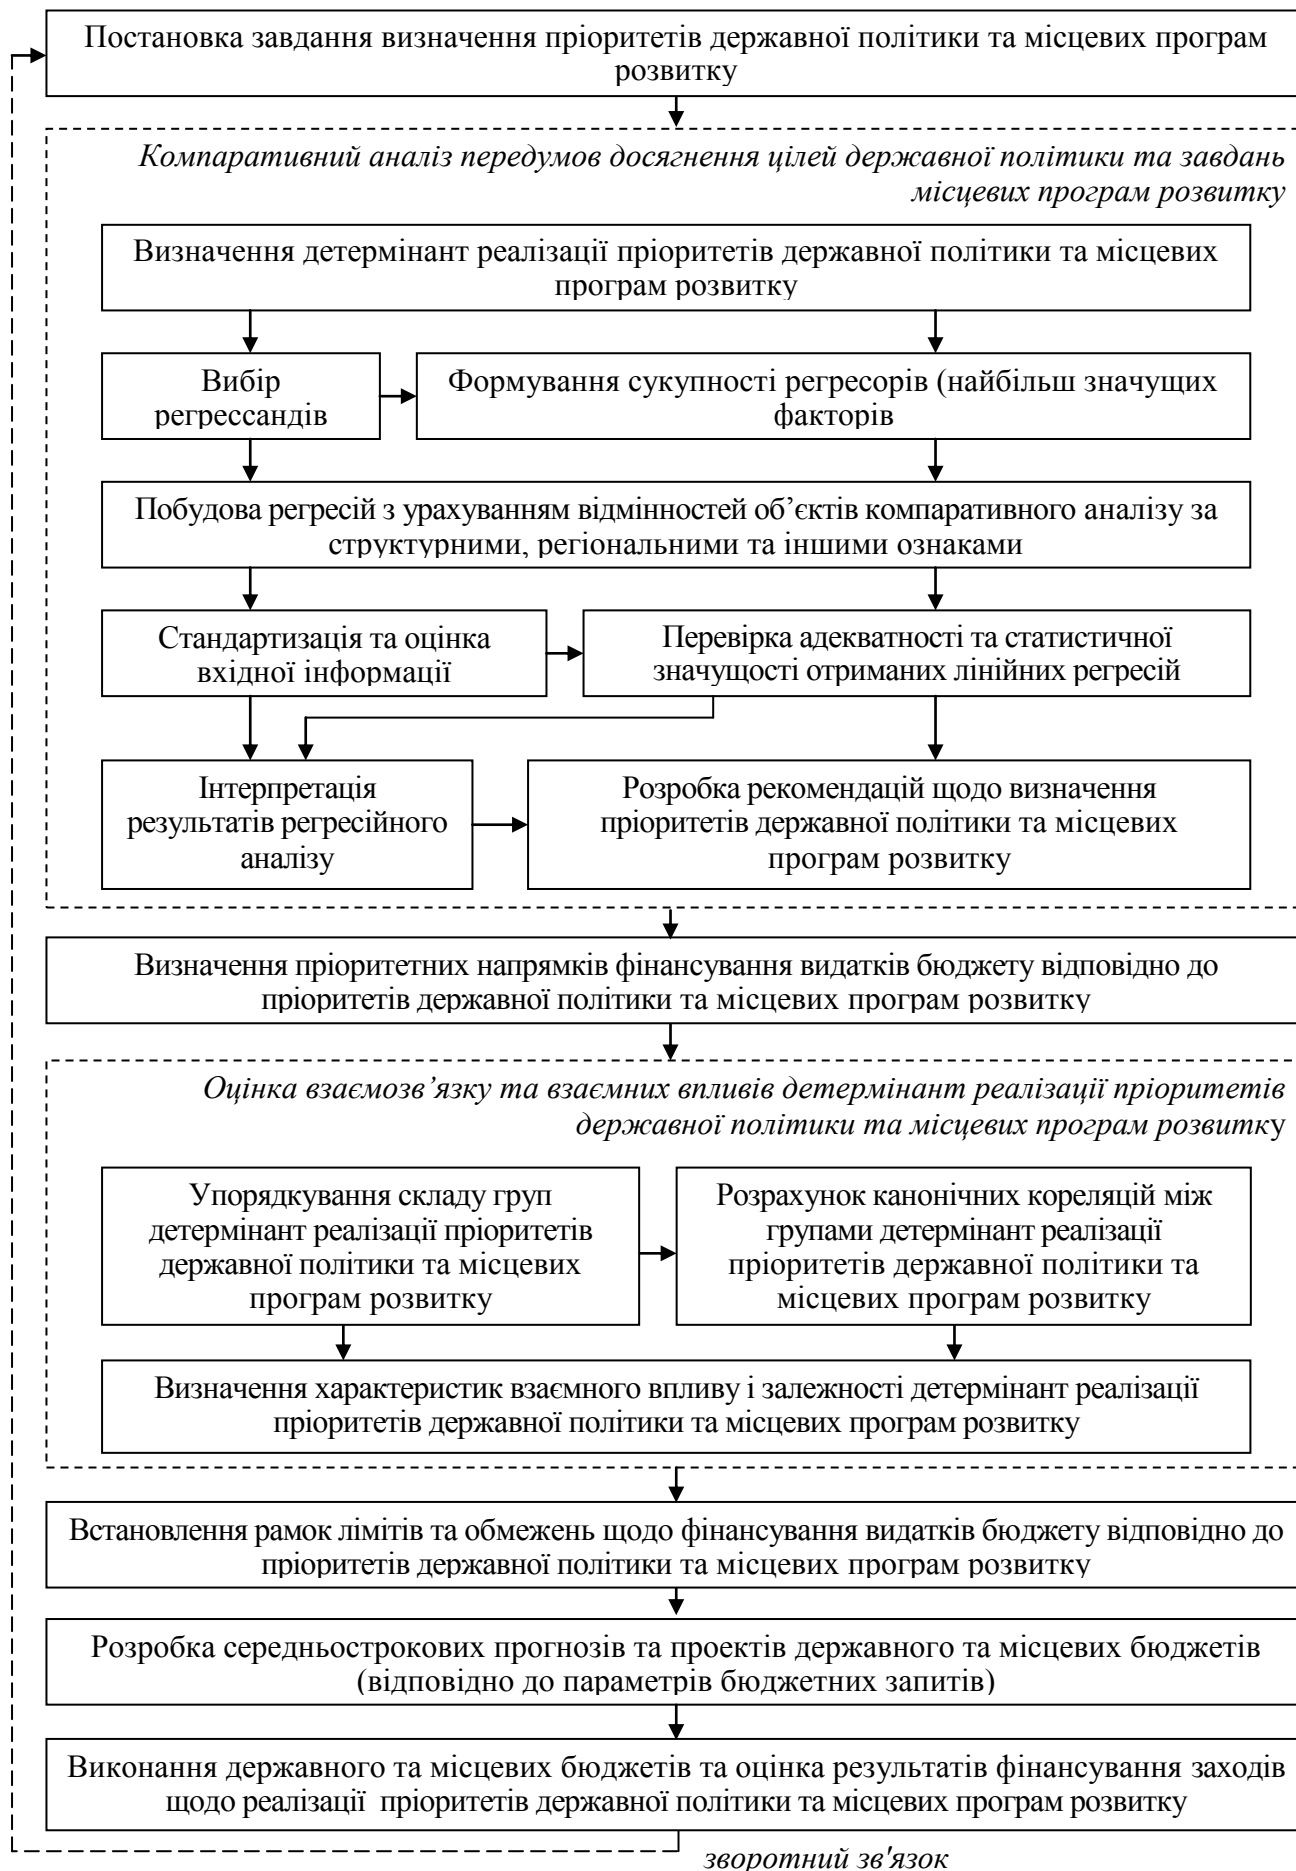 Постановка завдання визначення пріоритетів державної політики та місцевих програм
розвитку
Компаративний аналіз передумов досягнення цілей державної політики та завдань
місцевих програм розвитку
Визначення детермінант реалізації пріоритетів державної політики та місцевих
програм розвитку
Вибір
регрессандів
Формування сукупності регресорів (найбільш значущих
факторів
Побудова регресій з урахуванням відмінностей об’єктів компаративного аналізу за
структурними, регіональними та іншими ознаками
Стандартизація та оцінка
вхідної інформації
Перевірка адекватності та статистичної
значущості отриманих лінійних регресій
Інтерпретація
результатів регресійного
аналізу
Розробка рекомендацій щодо визначення
пріоритетів державної політики та місцевих
програм розвитку
Визначення пріоритетних напрямків фінансування видатків бюджету відповідно до
пріоритетів державної політики та місцевих програм розвитку
Оцінка взаємозв’язку та взаємних впливів детермінант реалізації пріоритетів
державної політики та місцевих програм розвитку
Упорядкування складу груп
детермінант реалізації пріоритетів
державної політики та місцевих
програм розвитку
Розрахунок канонічних кореляцій між
групами детермінант реалізації
пріоритетів державної політики та
місцевих програм розвитку
Визначення характеристик взаємного впливу і залежності детермінант реалізації
пріоритетів державної політики та місцевих програм розвитку
Встановлення рамок лімітів та обмежень щодо фінансування видатків бюджету відповідно до
пріоритетів державної політики та місцевих програм розвитку
Розробка середньострокових прогнозів та проектів державного та місцевих бюджетів
(відповідно до параметрів бюджетних запитів)
Виконання державного та місцевих бюджетів та оцінка результатів фінансування заходів
щодо реалізації пріоритетів державної політики та місцевих програм розвитку
зворотний зв'язок